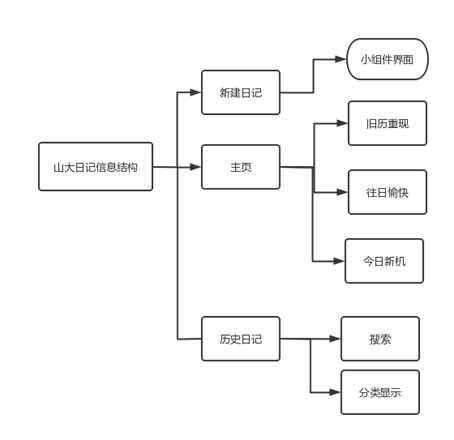 小组件界面
新建日记
旧历重现
山大日记信息结构
主页
往日愉快
今日新机
历史日记
搜索
分类显示